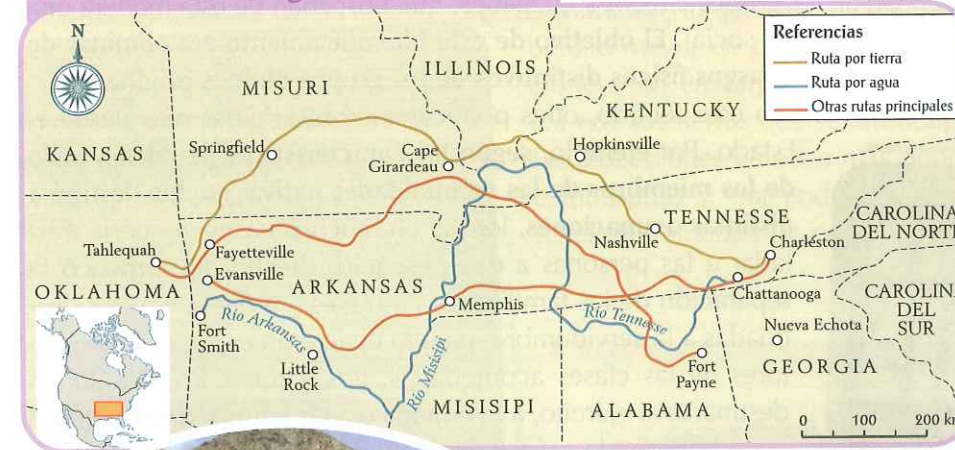 N
Referencias
Ruta por tierra
Ruta por agua
Otras rutas principales
ILLINOIS
MISURI
KENTUCKY
KANSAS
Springfield
Cape
Girardeau
Hopkinsville
TENNESSE
CAROLINA
DEL NORTE
Nashville
Charleston
Tahlequah
Fayetteville
Evansville
Chattanooga
OKLAHOMA
ARKANSAS
Memphis
CAROLINA
DEL
SUR
Río Arkansas
Río Tennesse
Nueva Echota
Fort
Smith
Little
Rock
Río Misisipi
Fort
Payne
GEORGIA
MISISIPI
ALABAMA
0 100 200 km